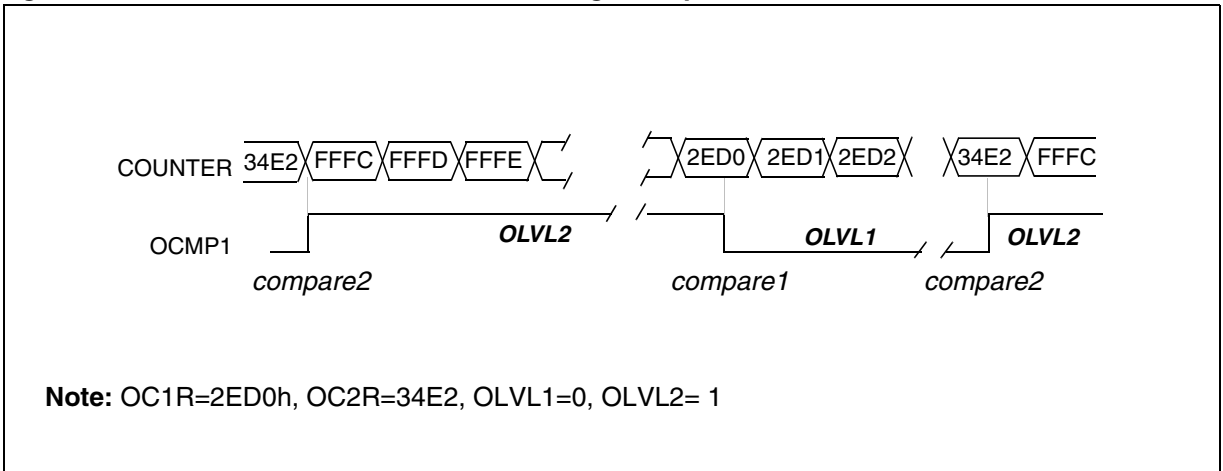 COUNTER 34E2 FFFC FFFD FFFE 2ED0 2ED1 2ED2 34E2 FFFC
OCMP1 OLVL2 OLVL1 OLVL2
compare2 compare1 compare2
Note: OC1R=2ED0h, OC2R=34E2, OLVL1=0, OLVL2= 1